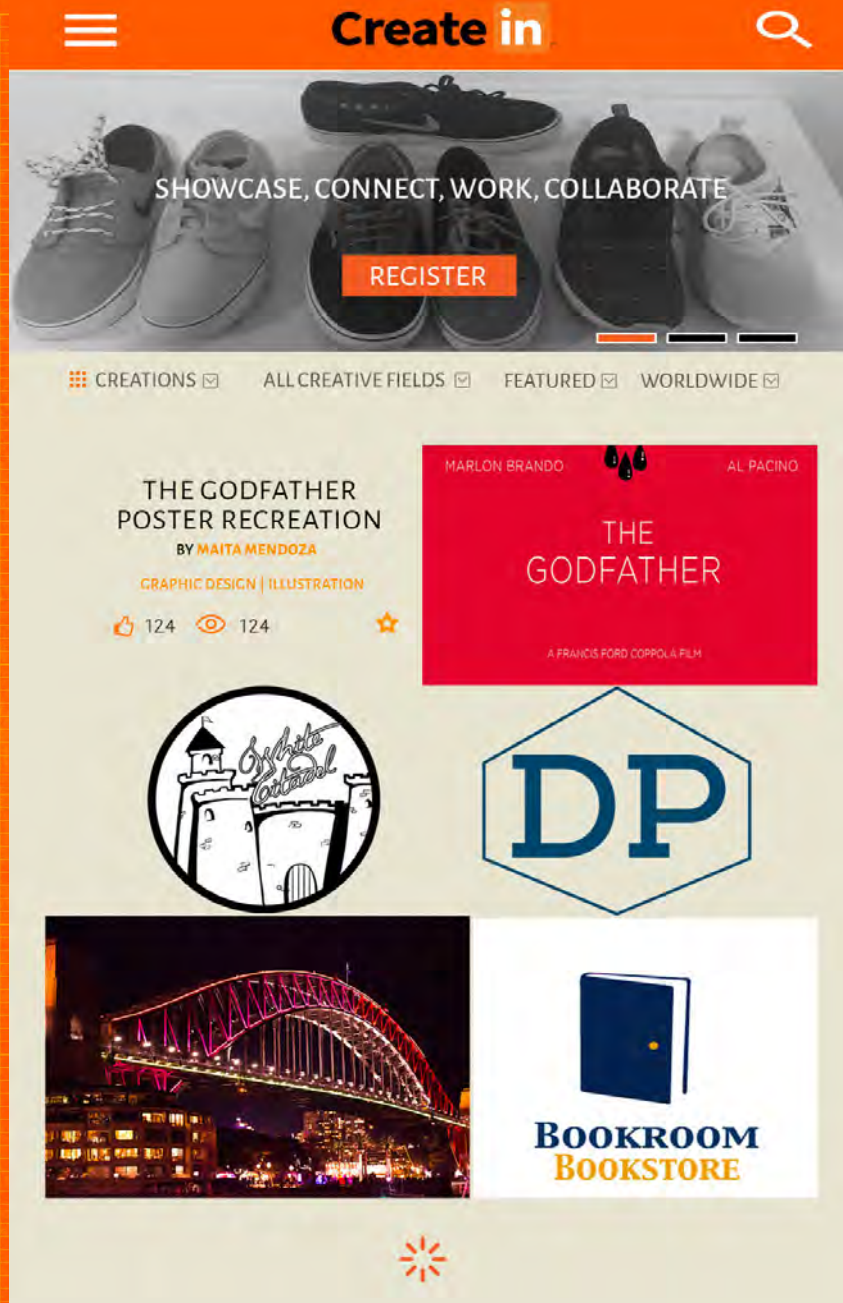 Create in
SHOWCASE, CONNECT, WORK, COLLABORATE
REGISTER
CREATIONS ALL CREATIVE FIELDS FEATURED WORLDWIDE
THE GODFATHER
POSTER RECREATION
BY MAITA MENDOZA
GRAPHIC DESIGN | ILLUSTRATION
124 124
MARLON BRANDO AL PACINO
THE
GODFATHER
A FRANCIS FORD COPPOLA FILM
White
Citadel
DP
BOOKROOM
BOOKSTORE